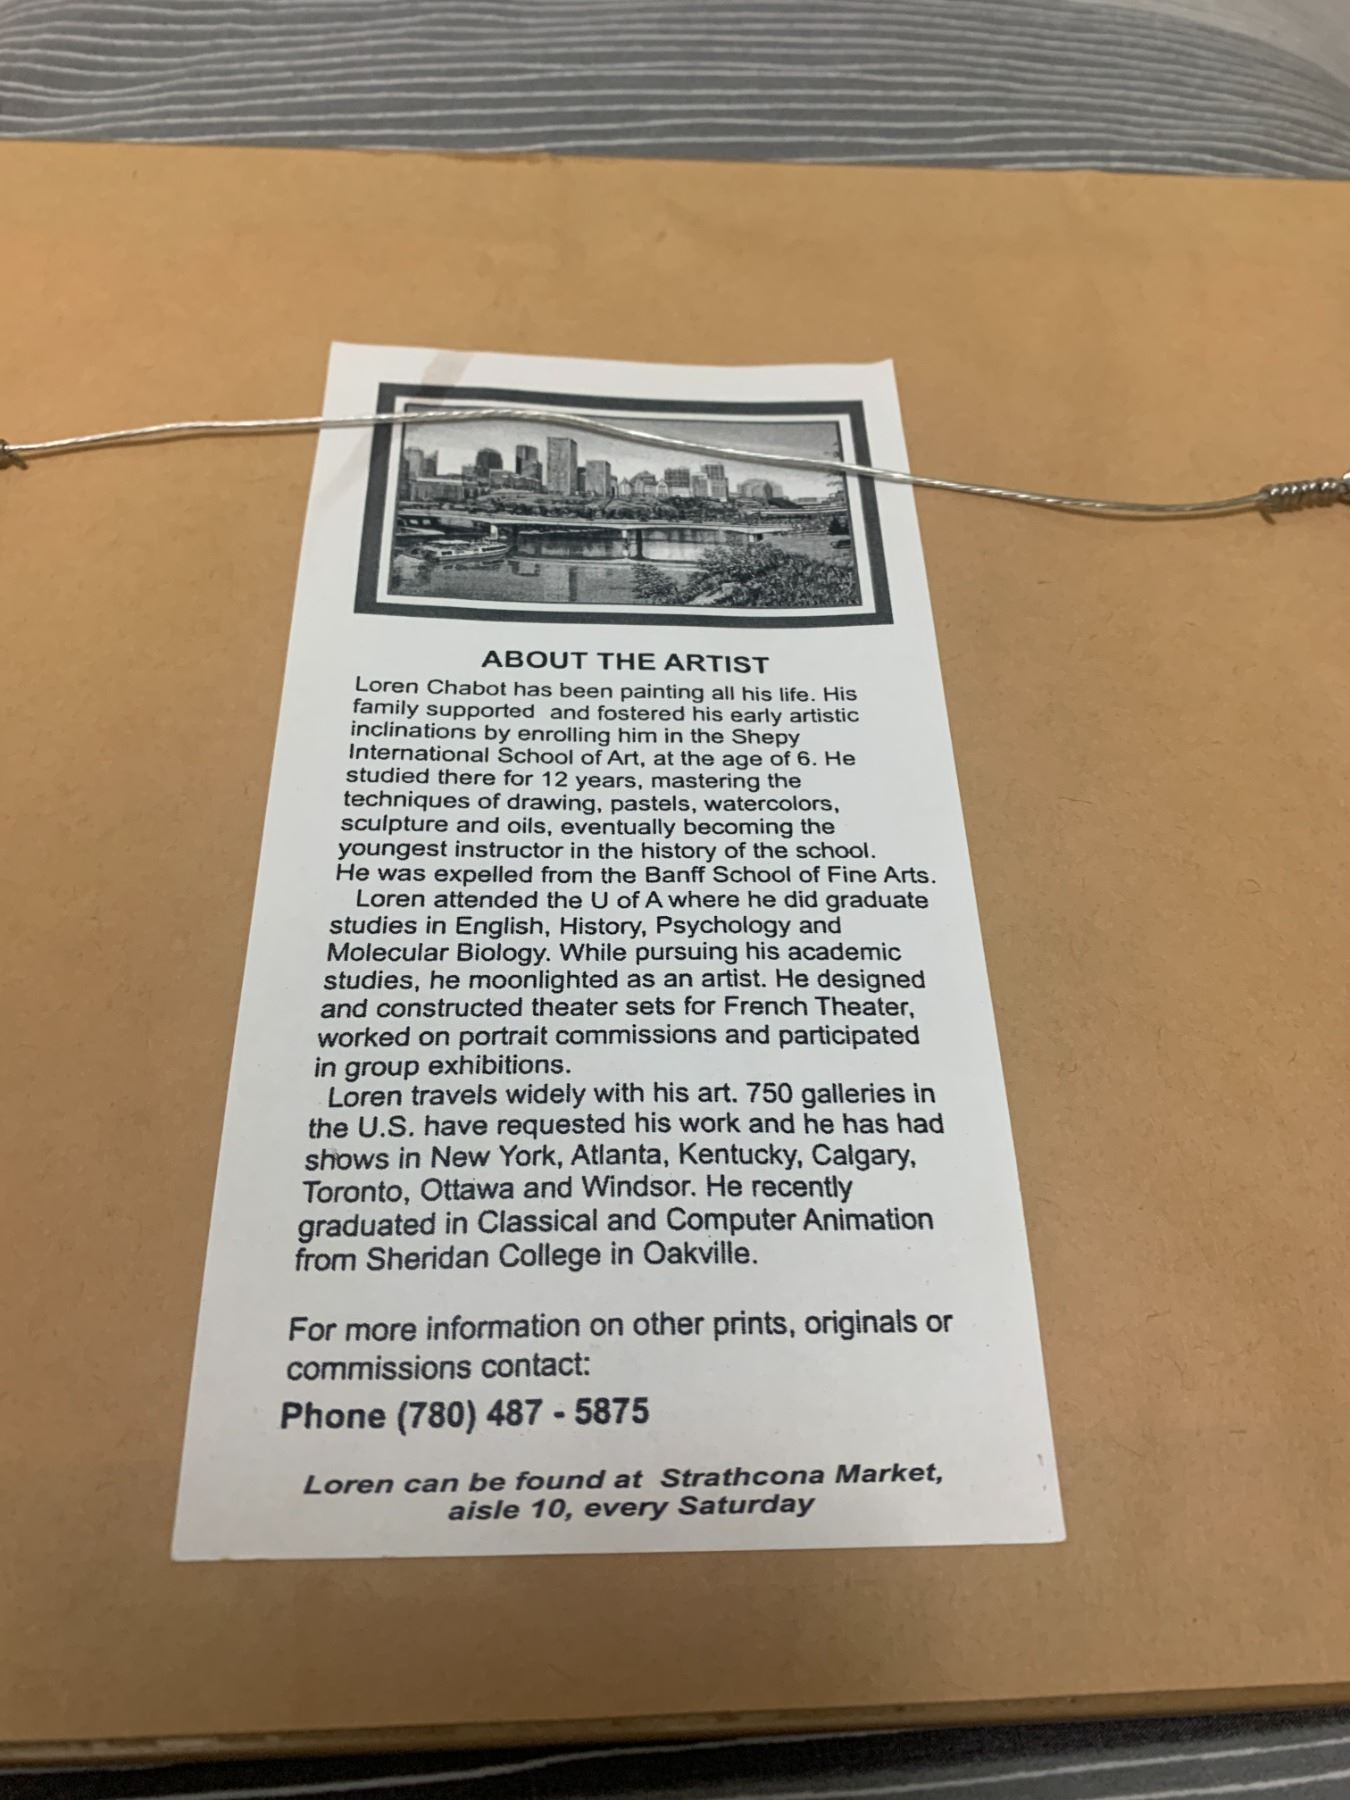 ABOUT THE ARTIST
Loren Chabot has been painting all his life. His
family supported and fostered his early artistic
inclinations by enrolling him in the Shepy
International School of Art, at the age of 6. He
studied there for 12 years, mastering the
techniques of drawing, pastels, watercolors,
sculpture and oils, eventually becoming the
youngest instructor in the history of the school.
He was expelled from the Banff School of Fine Arts.
Loren attended the U of A where he did graduate
studies in English, History, Psychology and
Molecular Biology. While pursuing his academic
studies, he moonlighted as an artist. He designed
and constructed theater sets for French Theater,
worked on portrait commissions and participated
in group exhibitions.
Loren travels widely with his art. 750 galleries in
the U.S. have requested his work and he has had
shows in New York, Atlanta, Kentucky, Calgary,
Toronto, Ottawa and Windsor. He recently
graduated in Classical and Computer Animation
from Sheridan College in Oakville.
For more information on other prints, originals or
commissions contact:
Phone (780) 487 - 5875
Loren can be found at Strathcona Market,
aisle 10, every Saturday